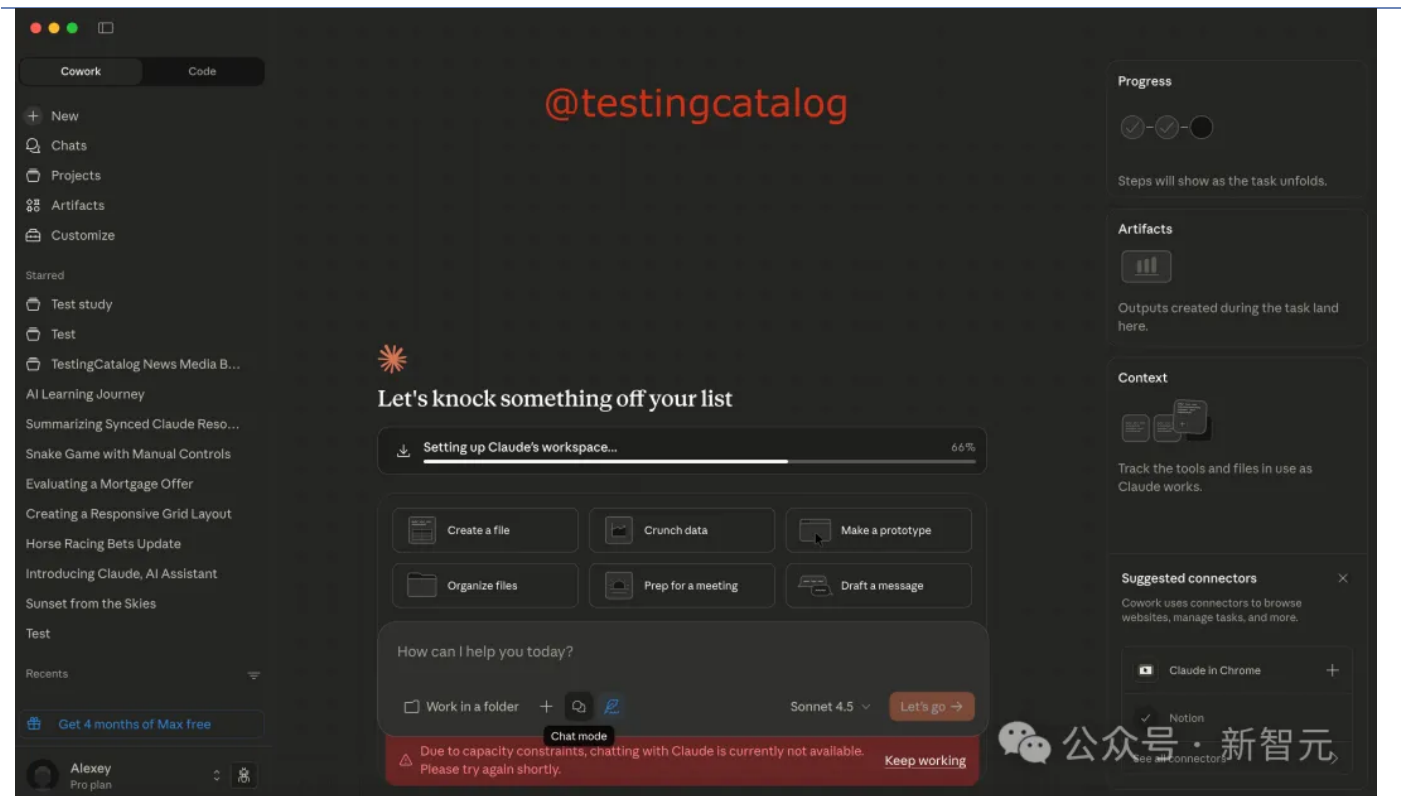 Cowork
Code
@testingcatalog
New
Chats
Projects
Artifacts
Customize
Starred
Test study
Test
TestingCatalog News Media B...
AI Learning Journey
Summarizing Synced Claude Reso...
Snake Game with Manual Controls
Evaluating a Mortgage Offer
Creating a Responsive Grid Layout
Horse Racing Bets Update
Introducing Claude, AI Assistant
Sunset from the Skies
Test
Recents
Get 4 months of Max free
Alexey
Pro plan
Let's knock something off your list
Setting up Claude's workspace...
66%
Create a file
Crunch data
Make a prototype
Organize files
Prep for a meeting
Draft a message
How can I help you today?
Work in a folder
Sonnet 4.5
Let's go →
Chat mode
Due to capacity constraints, chatting with Claude is currently not available.
Please try again shortly.
Keep working
Progress
Steps will show as the task unfolds.
Artifacts
Outputs created during the task land
here.
Context
Track the tools and files in use as
Claude works.
Suggested connectors
Cowork uses connectors to browse
websites, manage tasks, and more.
Claude in Chrome
Notion
See all connectors
公众号 · 新智元